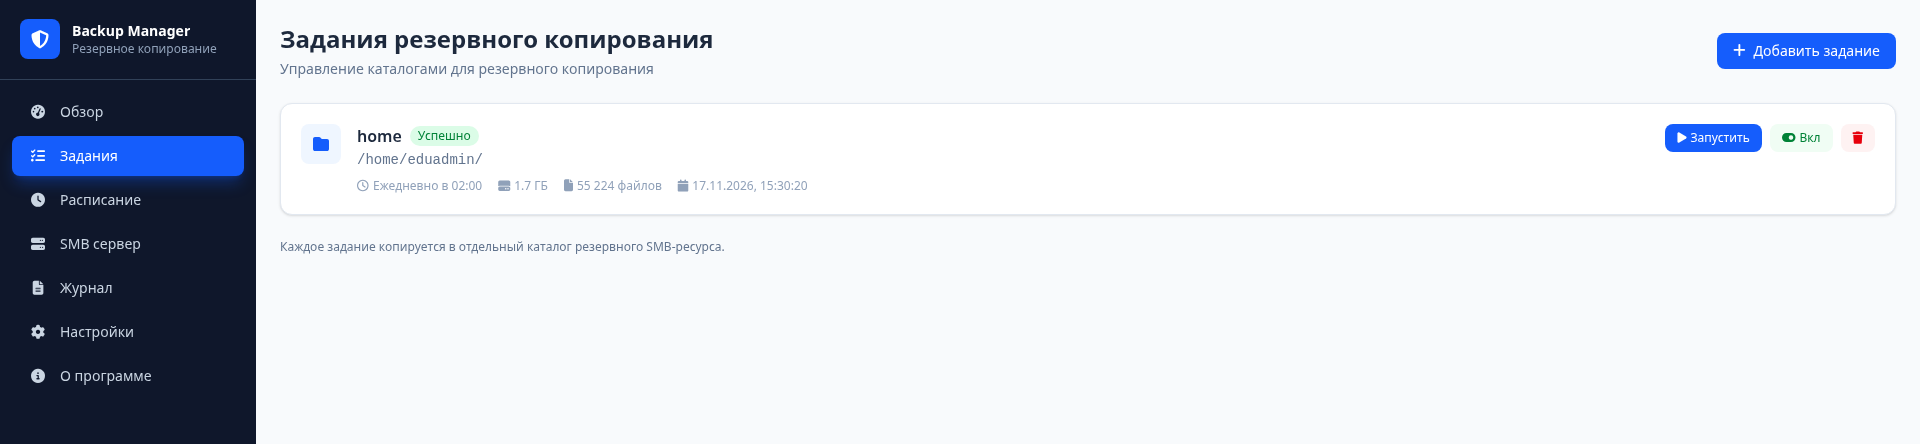 Backup Manager
Резервное копирование
Обзор
Задания
Расписание
SMB сервер
Журнал
Настройки
О программе
Задания резервного копирования
Управление каталогами для резервного копирования
Добавить задание
home Успешно
/home/eduadmin/
Ежедневно в 02:00 1.7 ГБ 55 224 файлов 17.11.2026, 15:30:20
Запустить Вкл
Каждое задание копируется в отдельный каталог резервного SMB-ресурса.